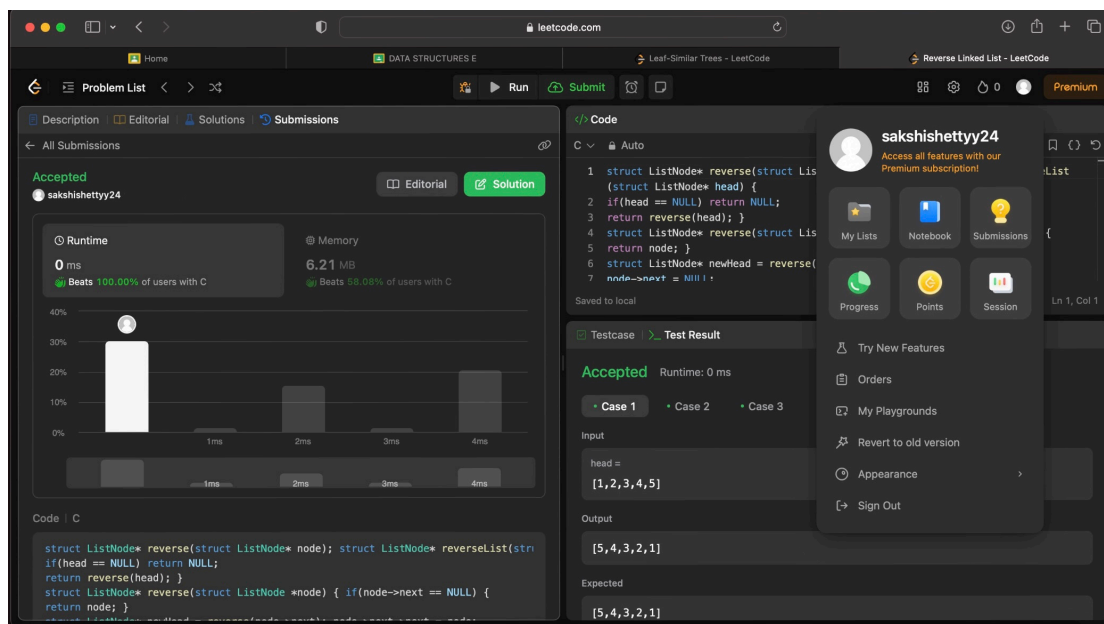 leetcode.com
Home
DATA STRUCTURES E
Leaf-Similar Trees - LeetCode
Reverse Linked List - LeetCode
Problem List
Run
Submit
0
Premium
Description
Editorial
Solutions
Submissions
All Submissions
Accepted
sakshishettyy24
Editorial
Solution
Runtime
0 ms
Beats 100.00% of users with C
Memory
6.21 MB
Beats 58.08% of users with C
40%
30%
20%
10%
0%
1ms
2ms
3ms
4ms
1ms
2ms
3ms
4ms
Code
C
struct ListNode* reverse(struct ListNode* node); struct ListNode* reverseList(stru
if(head == NULL) return NULL;
return reverse(head); }
struct ListNode* reverse(struct ListNode *node) { if(node->next == NULL) {
return node; }
</> Code
C
Auto
1 struct ListNode* reverse(struct Lis
eList
(struct ListNode* head) {
2 if(head == NULL) return NULL;
3 return reverse(head); }
4 struct ListNode* reverse(struct Lis
{
5 return node; }
6 struct ListNode* newHead = reverse(
7 node->next = NULL;
Saved to local
Ln 1, Col 1
Testcase
Test Result
Accepted
Runtime: 0 ms
Case 1
Case 2
Case 3
Input
head =
[1,2,3,4,5]
Output
[5,4,3,2,1]
Expected
[5,4,3,2,1]
sakshishettyy24
Access all features with our
Premium subscription!
My Lists
Notebook
Submissions
Progress
Points
Session
Try New Features
Orders
My Playgrounds
Revert to old version
Appearance
Sign Out